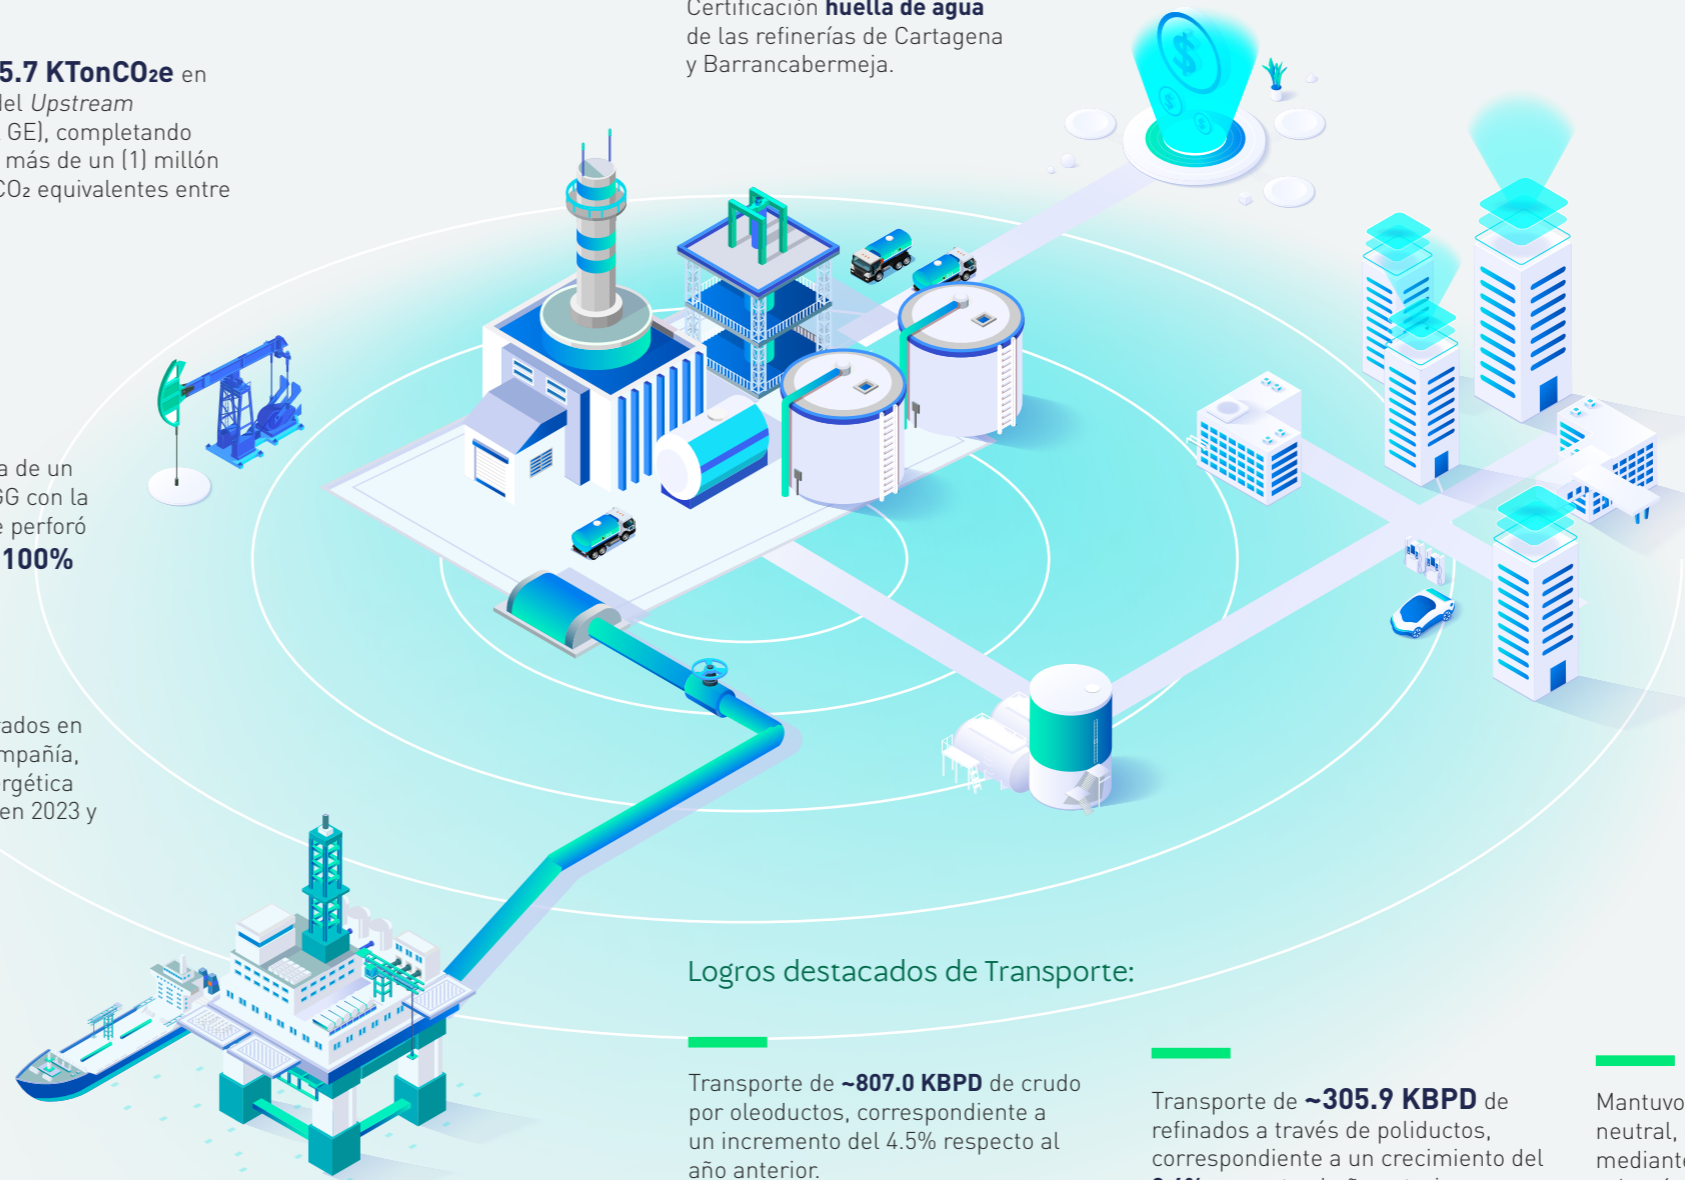 Certificación huella de agua
de las refinerías de Cartagena
y Barrancabermeja.
5.7 KTonCO₂e en
del Upstream
GE), completando
más de un (1) millón
CO₂ equivalentes entre
a de un
GG con la
e perforó
100%
ados en
mpañía,
rgética
en 2023 y
Logros destacados de Transporte:
Transporte de ~807.0 KBPD de crudo
por oleoductos, correspondiente a
un incremento del 4.5% respecto al
año anterior.
Transporte de ~305.9 KBPD de
refinados a través de poliductos,
correspondiente a un crecimiento del
Mantuvo
neutral,
mediante